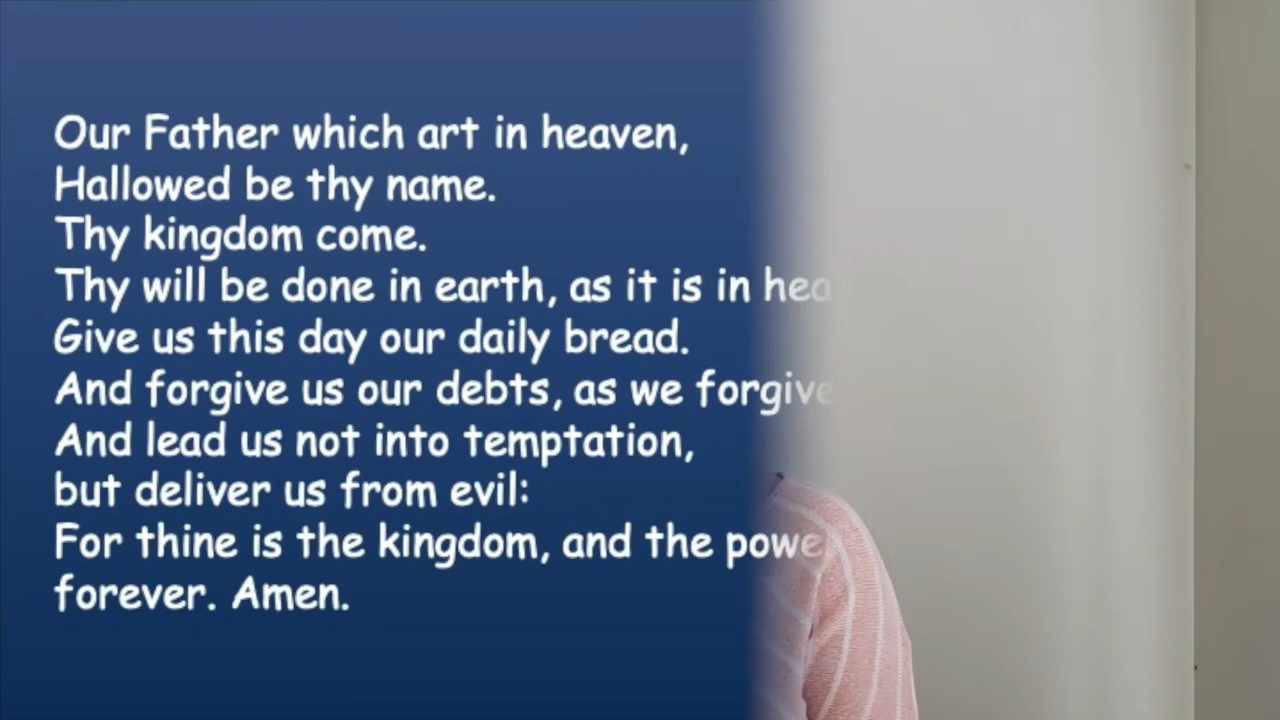 Our Father which art in heaven,
Hallowed be thy name.
Thy kingdom come.
Thy will be done in earth, as it is in
Give us this day our daily bread.
And forgive us our debts, as we forgive
And lead us not into temptation,
but deliver us from evil:
For thine is the kingdom, and the
forever. Amen.